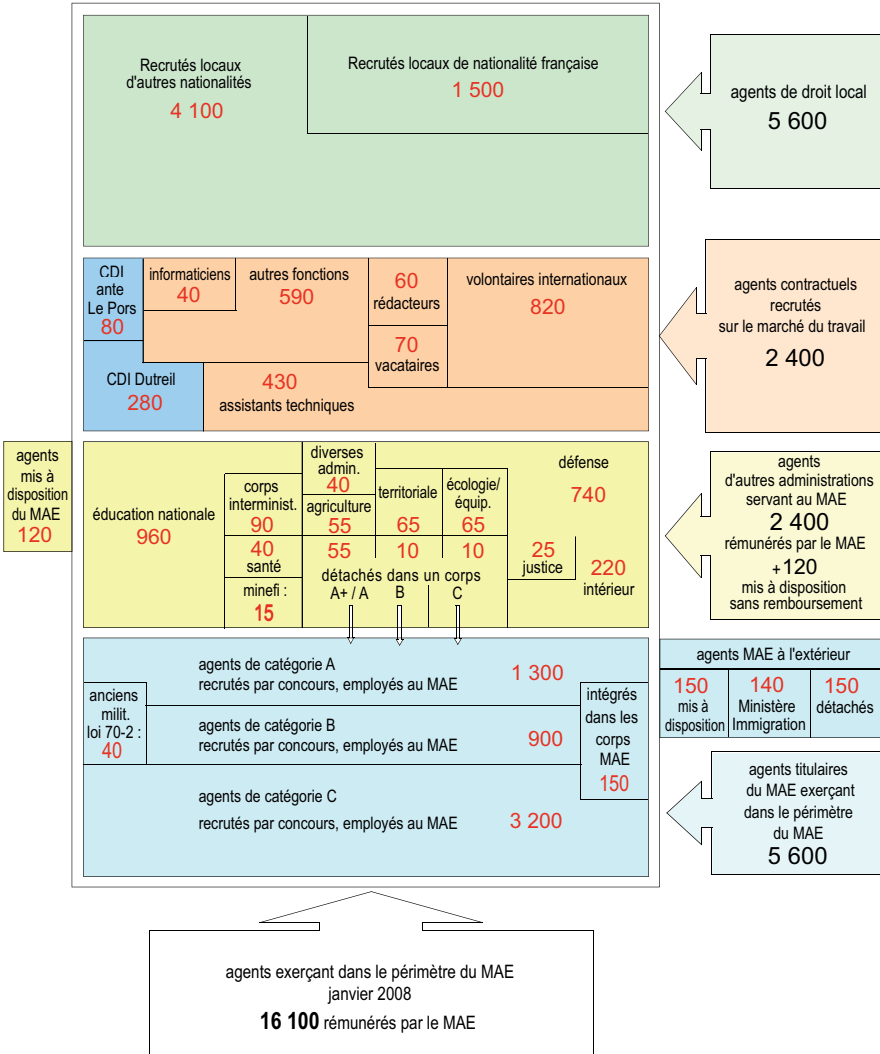 Recrutés locaux
d'autres nationalités
4 100
Recrutés locaux de nationalité française
1 500
agents de droit local
5 600
CDI
ante
Le Pors
80
informaticiens
40
autres fonctions
590
60
rédacteurs
volontaires internationaux
820
70
vacataires
CDI Dutreil
280
430
assistants techniques
agents contractuels
recrutés
sur le marché du travail
2 400
agents
mis à
disposition
du MAE
120
éducation nationale
960
corps
interminist.
90
40
santé
minefi :
15
diverses
admin.
40
agriculture
55
territoriale
65
écologie/
équip.
65
55
10
10
détachés dans un corps
A+ / A
B
C
défense
740
25
justice
220
intérieur
agents
d'autres administrations
servant au MAE
2 400
rémunérés par le MAE
+120
mis à disposition
sans remboursement
anciens
milit.
loi 70-2 :
40
agents de catégorie A
recrutés par concours, employés au MAE
1 300
agents de catégorie B
recrutés par concours, employés au MAE
900
agents de catégorie C
recrutés par concours, employés au MAE
3 200
intégrés
dans les
corps
MAE
150
agents MAE à l'extérieur
150
mis à
disposition
140
Ministère
Immigration
150
détachés
agents titulaires
du MAE exerçant
dans le périmètre
du MAE
5 600
agents exerçant dans le périmètre du MAE
janvier 2008
16 100 rémunérés par le MAE